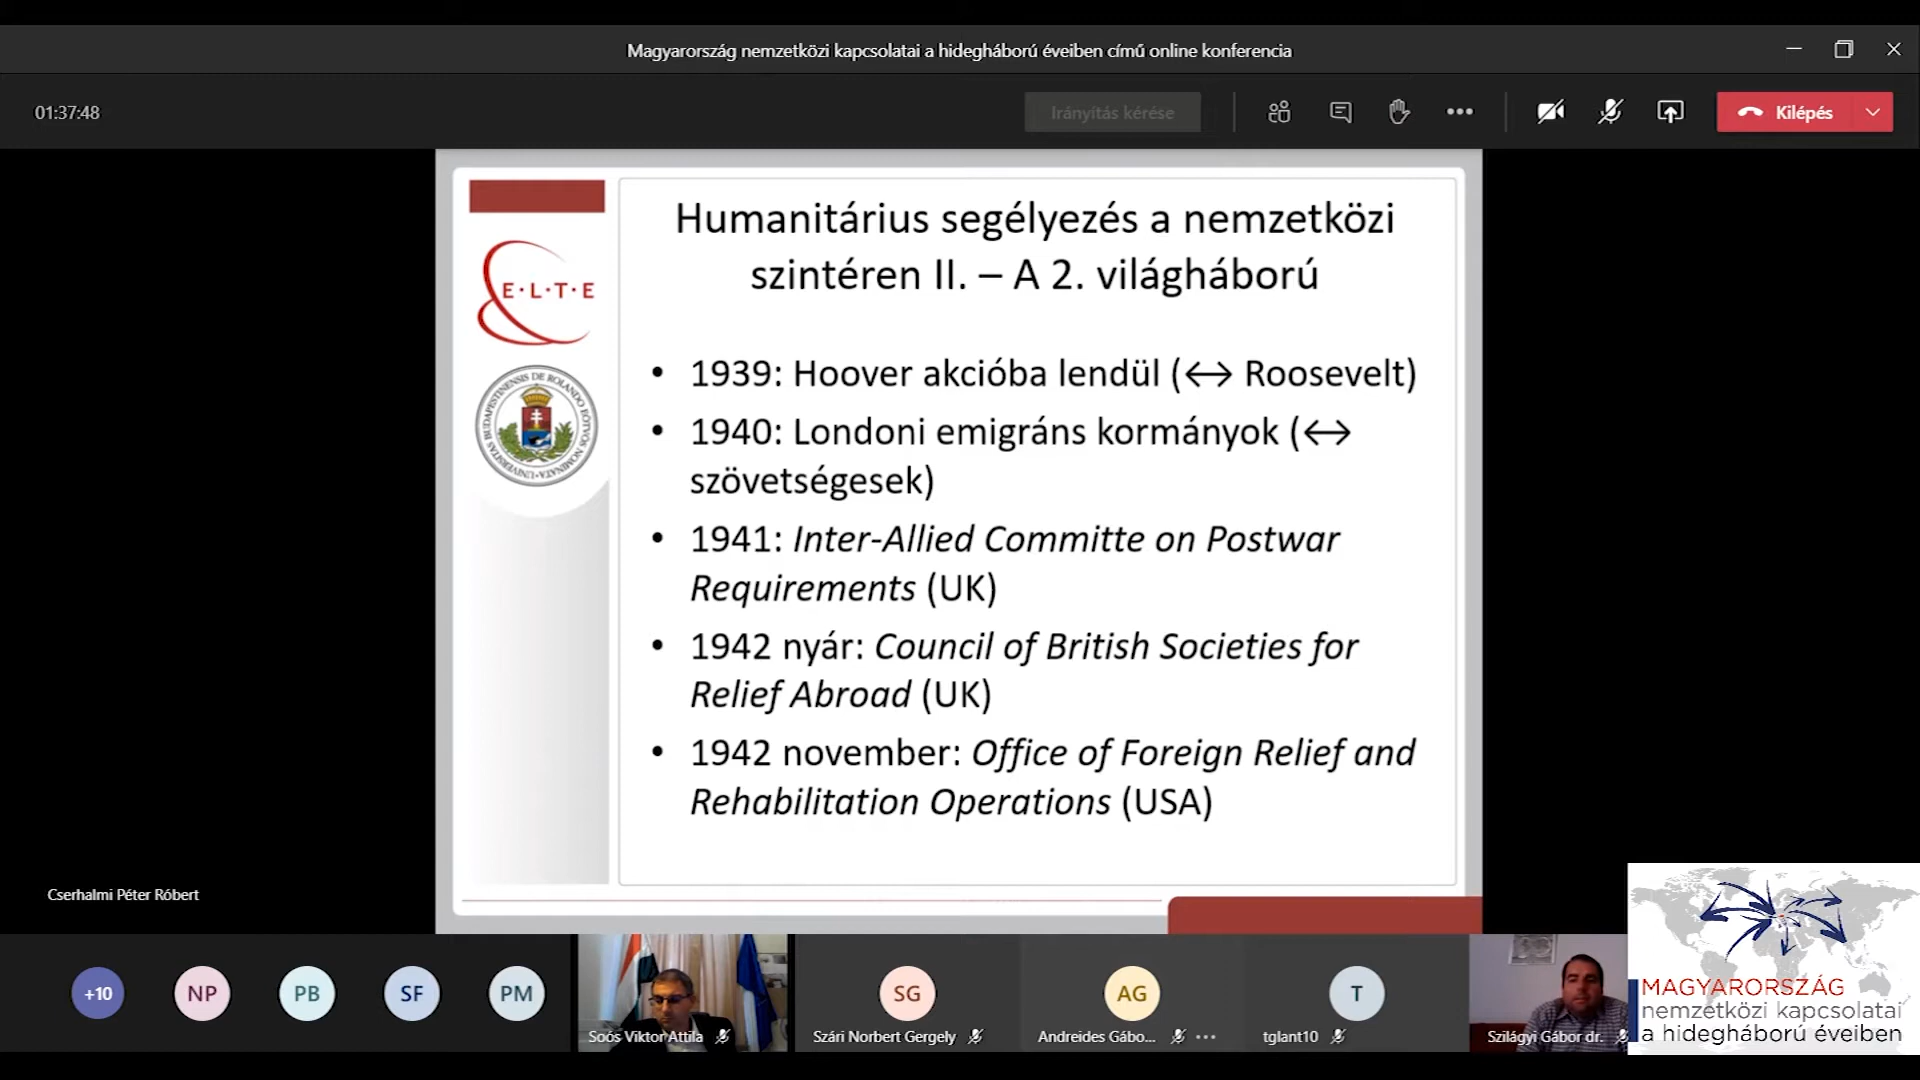 Magyarország nemzetközi kapcsolatai a hidegháború éveiben című online konferencia
01:37:48
Irányítás kérése
Kilépés
Humanitárius segélyezés a nemzetközi
szintéren II. – A 2. világháború
E·L·T·E
• 1939: Hoover akcióba lendül (↔ Roosevelt)
• 1940: Londoni emigráns kormányok (↔
szövetségesek)
• 1941: Inter-Allied Committe on Postwar
Requirements (UK)
• 1942 nyár: Council of British Societies for
Relief Abroad (UK)
• 1942 november: Office of Foreign Relief and
Rehabilitation Operations (USA)
Cserhalmi Péter Róbert
+10
NP
PB
SF
PM
Soós Viktor Attila
SG
Szári Norbert Gergely
AG
Andreides Gábo...
T
tglant10
Szilágyi Gábor dr.
MAGYARORSZÁG
nemzetközi kapcsolatai
a hidegháború éveiben